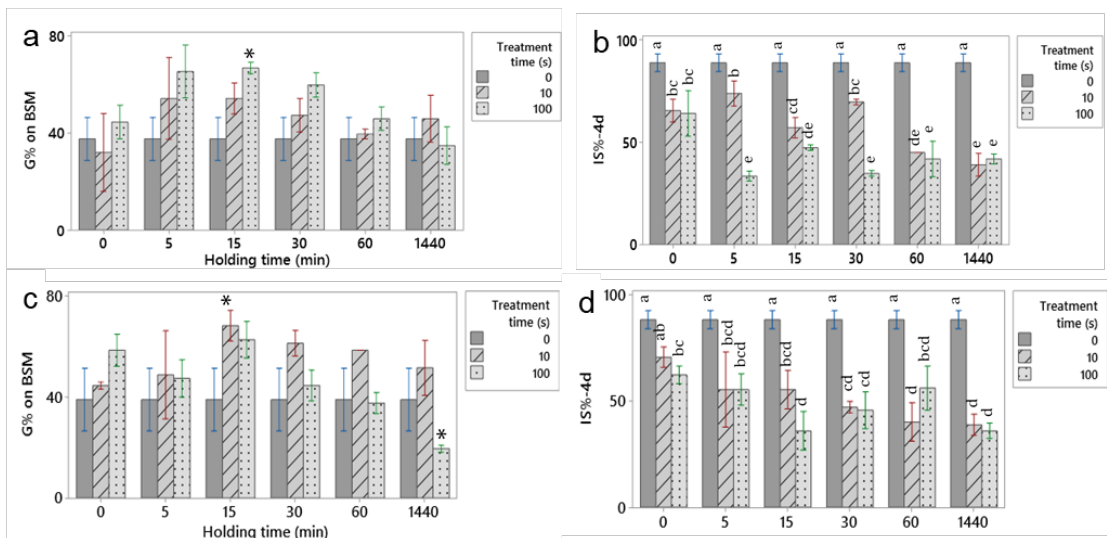 a
80
40
0
G% on BSM
*
0 5 15 30 60 1440
Holding time (min)
Treatment
time (s)
0
10
100
b
100
50
0
IS%-4d
a a a a a a
bc bc b e cd de b e de e e e
0 5 15 30 60 1440
Treatment
time (s)
0
10
100
c
80
40
0
G% on BSM
* *
0 5 15 30 60 1440
Holding time (min)
Treatment
time (s)
0
10
100
d
100
50
0
IS%-4d
a a a a a a
ab bc bcd bcd bcd d cd cd d bcd d d
0 5 15 30 60 1440
Treatment
time (s)
0
10
100